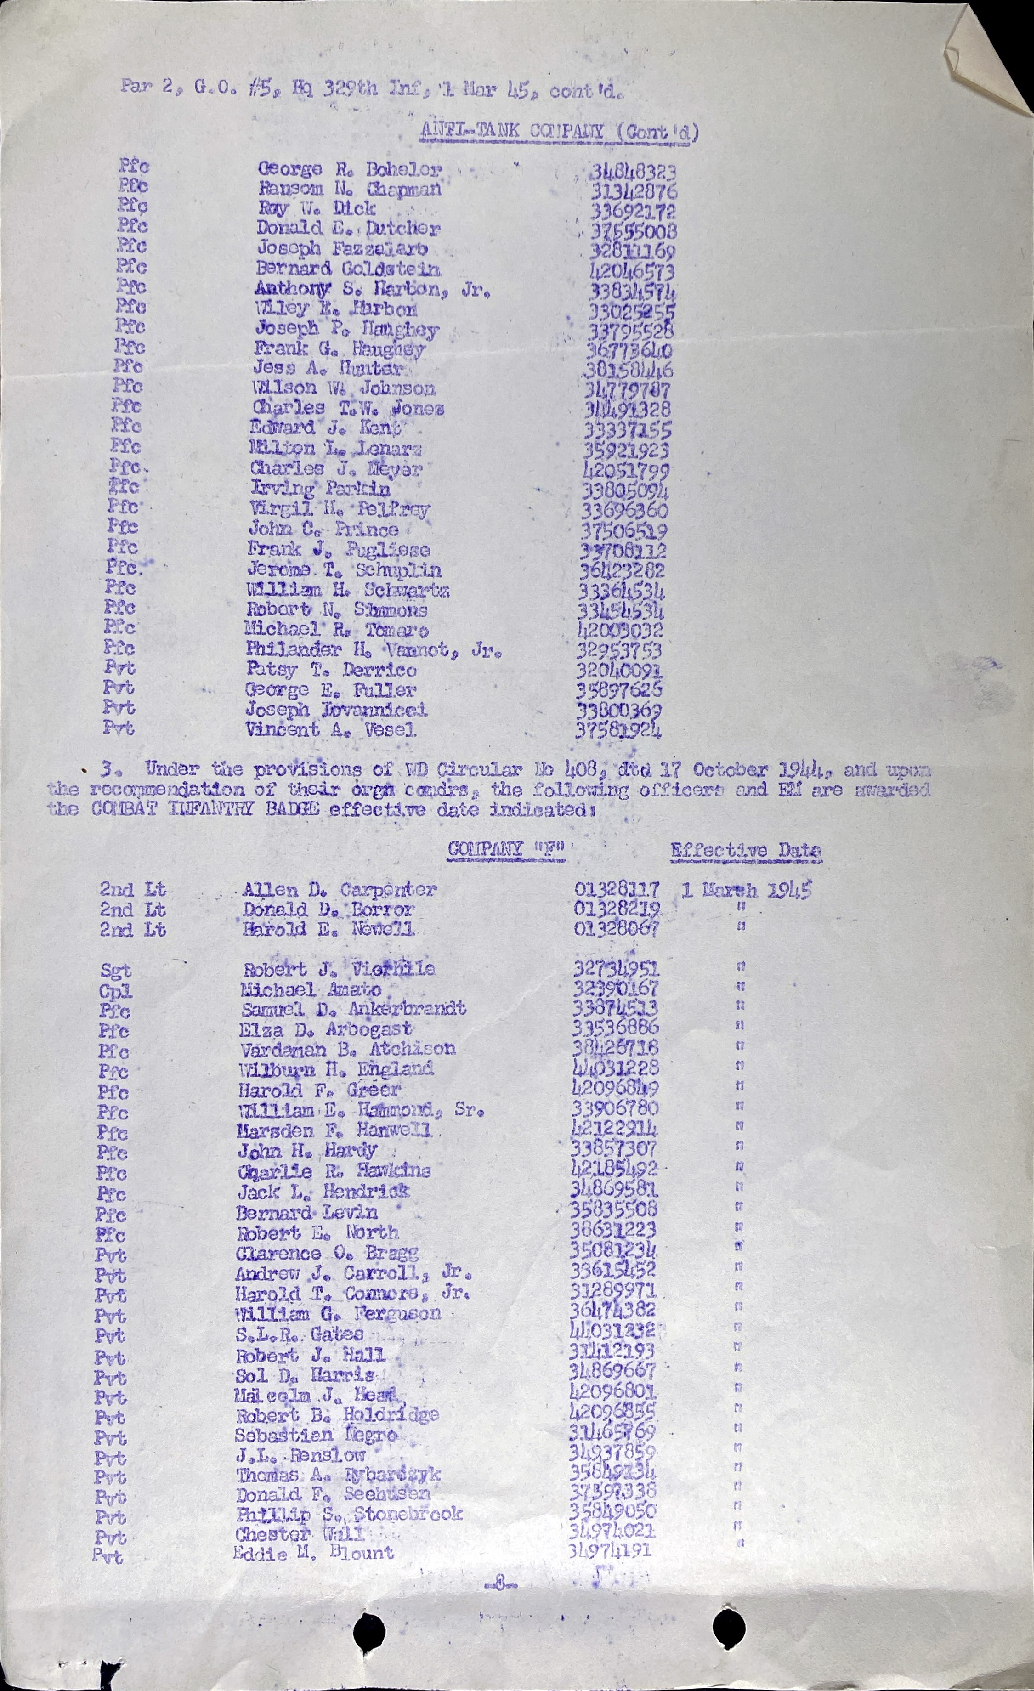 Par 2, G.O. #5, Hq 329th Inf, 1 Mar 45, cont'd.
ANTI-TANK COMPANY (Cont'd)
Pfc George R. Boheler 34848323
Pfc Ransom N. Chapman 31342876
Pfc Roy W. Dick 33692172
Pfc Donald E. Dutcher 37555008
Pfc Joseph Fazzelarb 32811169
Pfc Bernard Goldstein 42046573
Pfc Anthony S. Harbon, Jr. 33834574
Pfc Wiley E. Harbon 33025255
Pfc Joseph P. Haughey 33795528
Pfc Frank G. Haughey 36773640
Pfc Jess A. Hunter 38158446
Pfc Wilson W. Johnson 34779787
Pfc Charles T.W. Jones 34491328
Pfc Edward J. Kent 33337155
Pfc Milton L. Lenarz 35921923
Pfc. Charles J. Meyer 42051799
Pfc Irving Parkin 33805094
Pfc Virgil H. Pelfrey 33696360
Pfc John C. Prince 37506519
Pfc Frank J. Pugliese 33708112
Pfc. Jerome T. Schuplin 36423282
Pfc William H. Schwartz 33364534
Pfc Robert N. Simmons 33454534
Pfc Michael R. Tomaro 42003032
Pfc Philander H. Vannot, Jr. 32953753
Pvt Patsy T. Derrico 32040091
Pvt George E. Fuller 35897626
Pvt Joseph Iovannicci 33800369
Pvt Vincent A. Vesel 37581924
3. Under the provisions of WD Circular No 408, dtd 17 October 1944, and upon
the recommendation of their orgn comdrs, the following officers and EM are awarded
the COMBAT INFANTRY BADGE effective date indicated:
COMPANY "F" Effective Date
2nd Lt Allen D. Carpenter 01328117 1 March 1945
2nd Lt Donald D. Borror 01328219 "
2nd Lt Harold E. Newell 01328067 "
Sgt Robert J. Vierhile 32734951 "
Cpl Michael Amato 32390167 "
Pfc Samuel D. Ankerbrandt 33874513 "
Pfc Elza D. Arbogast 33536886 "
Pfc Vardaman B. Atchison 38426718 "
Pfc Wilburn H. England 44031228 "
Pfc Harold F. Greer 42096849 "
Pfc William E. Hammond, Sr. 33906780 "
Pfc Marsden F. Hanwell 42122914 "
Pfc John H. Hardy 33857307 "
Pfc Charlie R. Hawkins 42185492 "
Pfc Jack L. Hendrick 34869581 "
Pfc Bernard Levin 35835508 "
Pfc Robert E. North 38631223 "
Pvt Clarence O. Bragg 35081234 "
Pvt Andrew J. Carroll, Jr. 33615452 "
Pvt Harold T. Connors, Jr. 31289971 "
Pvt William G. Ferguson 36474382 "
Pvt S.L.R. Gates 44031232 "
Pvt Robert J. Hall 31412193 "
Pvt Sol D. Harris 34869667 "
Pvt Malcolm J. Head 42096801 "
Pvt Robert B. Holdridge 42096855 "
Pvt Sebastian Negro 31465769 "
Pvt J.L. Renslow 34937859 "
Pvt Thomas A. Rybarczyk 35849134 "
Pvt Donald F. Seehusen 37597338 "
Pvt Phillip S. Stonebrook 35849050 "
Pvt Chester Wall 34974021 "
Pvt Eddie M. Blount 34974191 "
-8-